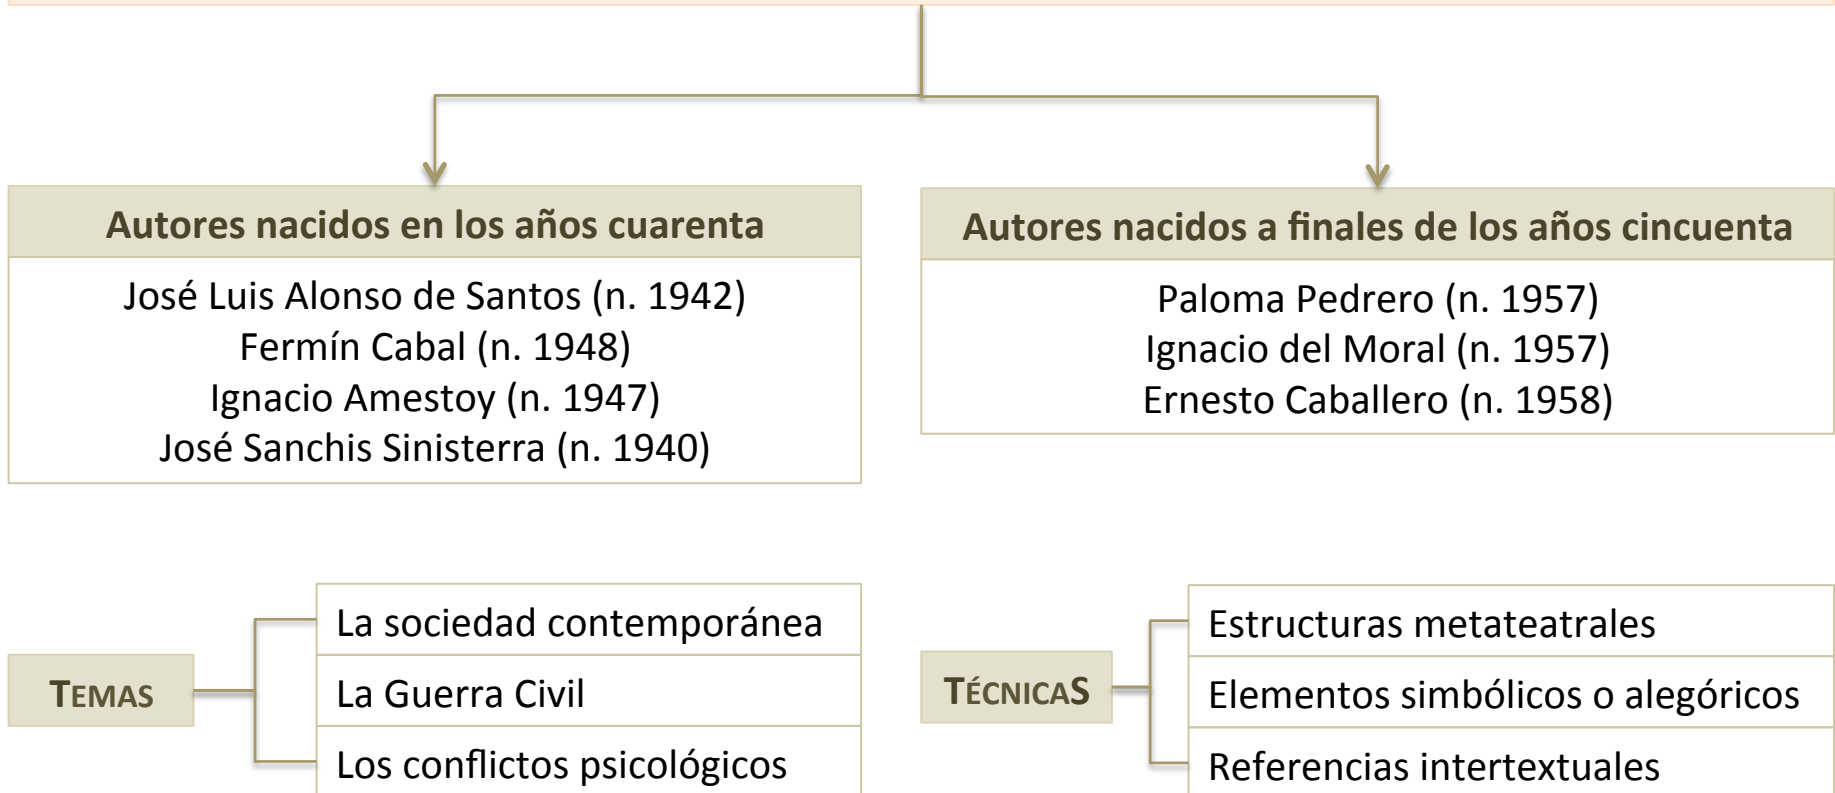 Autores nacidos en los años cuarenta
José Luis Alonso de Santos (n. 1942)
Fermín Cabal (n. 1948)
Ignacio Amestoy (n. 1947)
José Sanchis Sinisterra (n. 1940)
Autores nacidos a finales de los años cincuenta
Paloma Pedrero (n. 1957)
Ignacio del Moral (n. 1957)
Ernesto Caballero (n. 1958)
TEMAS
La sociedad contemporánea
La Guerra Civil
Los conflictos psicológicos
TÉCNICAS
Estructuras metateatrales
Elementos simbólicos o alegóricos
Referencias intertextuales